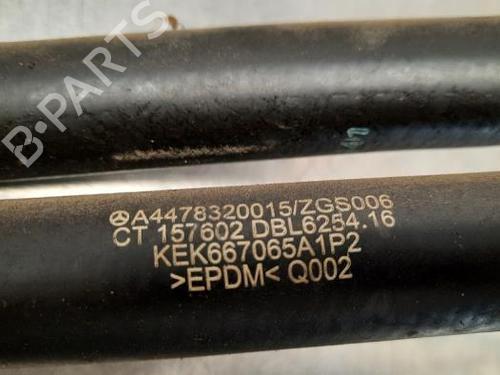 B-PARTS
A4478320015/ZGS006
CT 157602 DBL6254.16
KEK667065A1P2
>EPDM< Q002